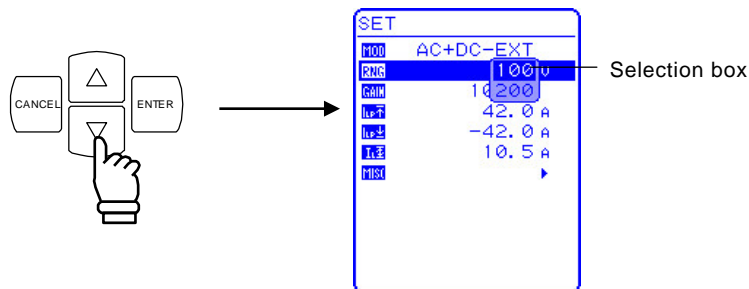 CANCEL
ENTER
SET
MOD AC+DC-EXT
RNG 100 V
GAIN 10 200
42.0 A
-42.0 A
10.5 A
MISC
Selection box